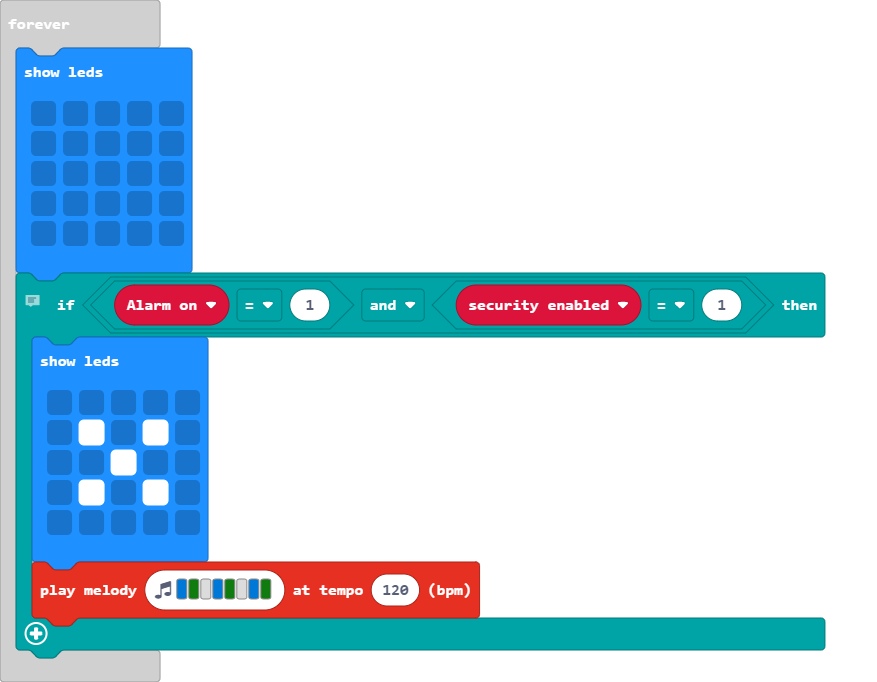 forever
show leds
if Alarm on = 1 and security enabled = 1 then
show leds
play melody at tempo 120 (bpm)